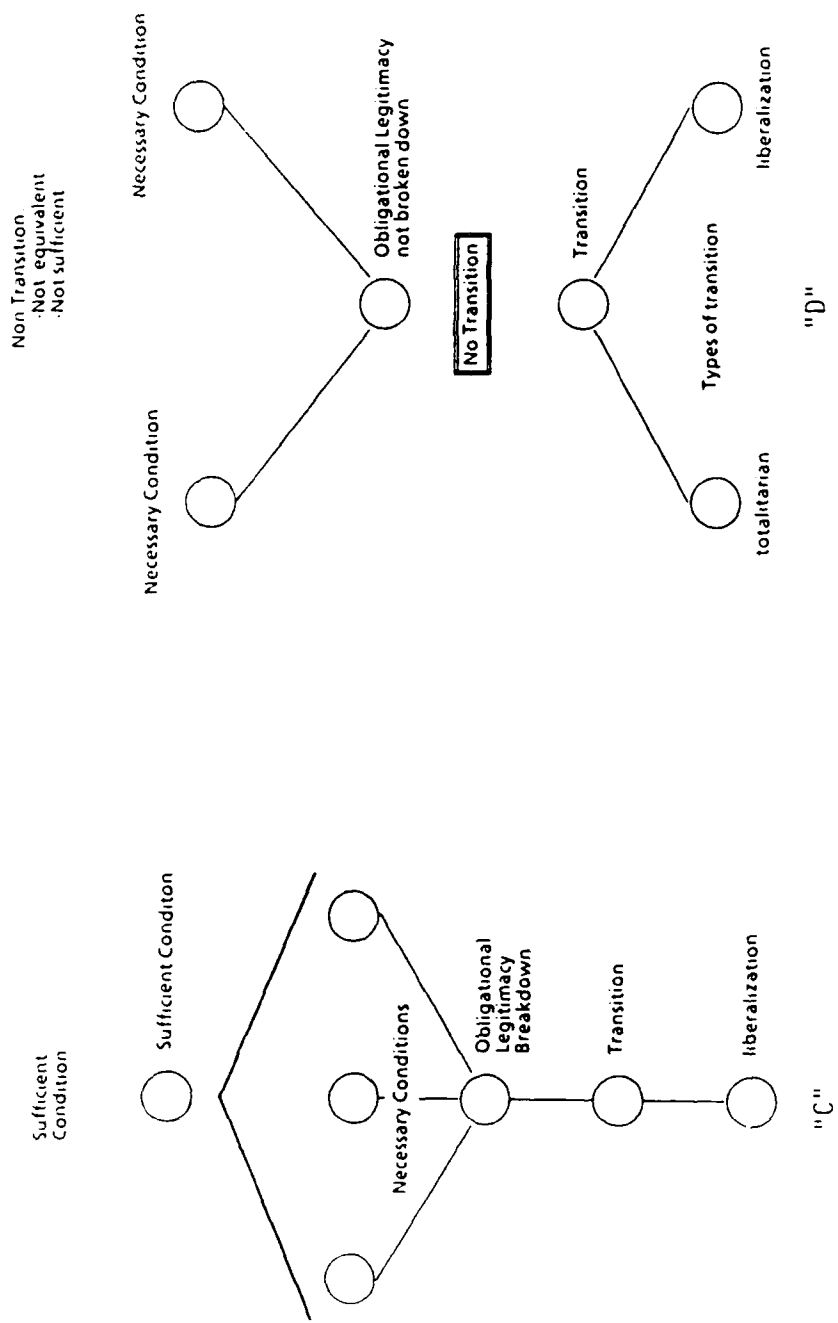 Sufficient
Condition
Sufficient Conditon
Necessary Conditions
Obligational
Legitimacy
Breakdown
Transition
liberalization
"C"
Non Transition
·Not equivalent
·Not sufficient
Necessary Condition
Necessary Condition
Obligational Legitimacy
not broken down
No Transition
Transition
Types of transition
totalitarian
liberalization
"D"